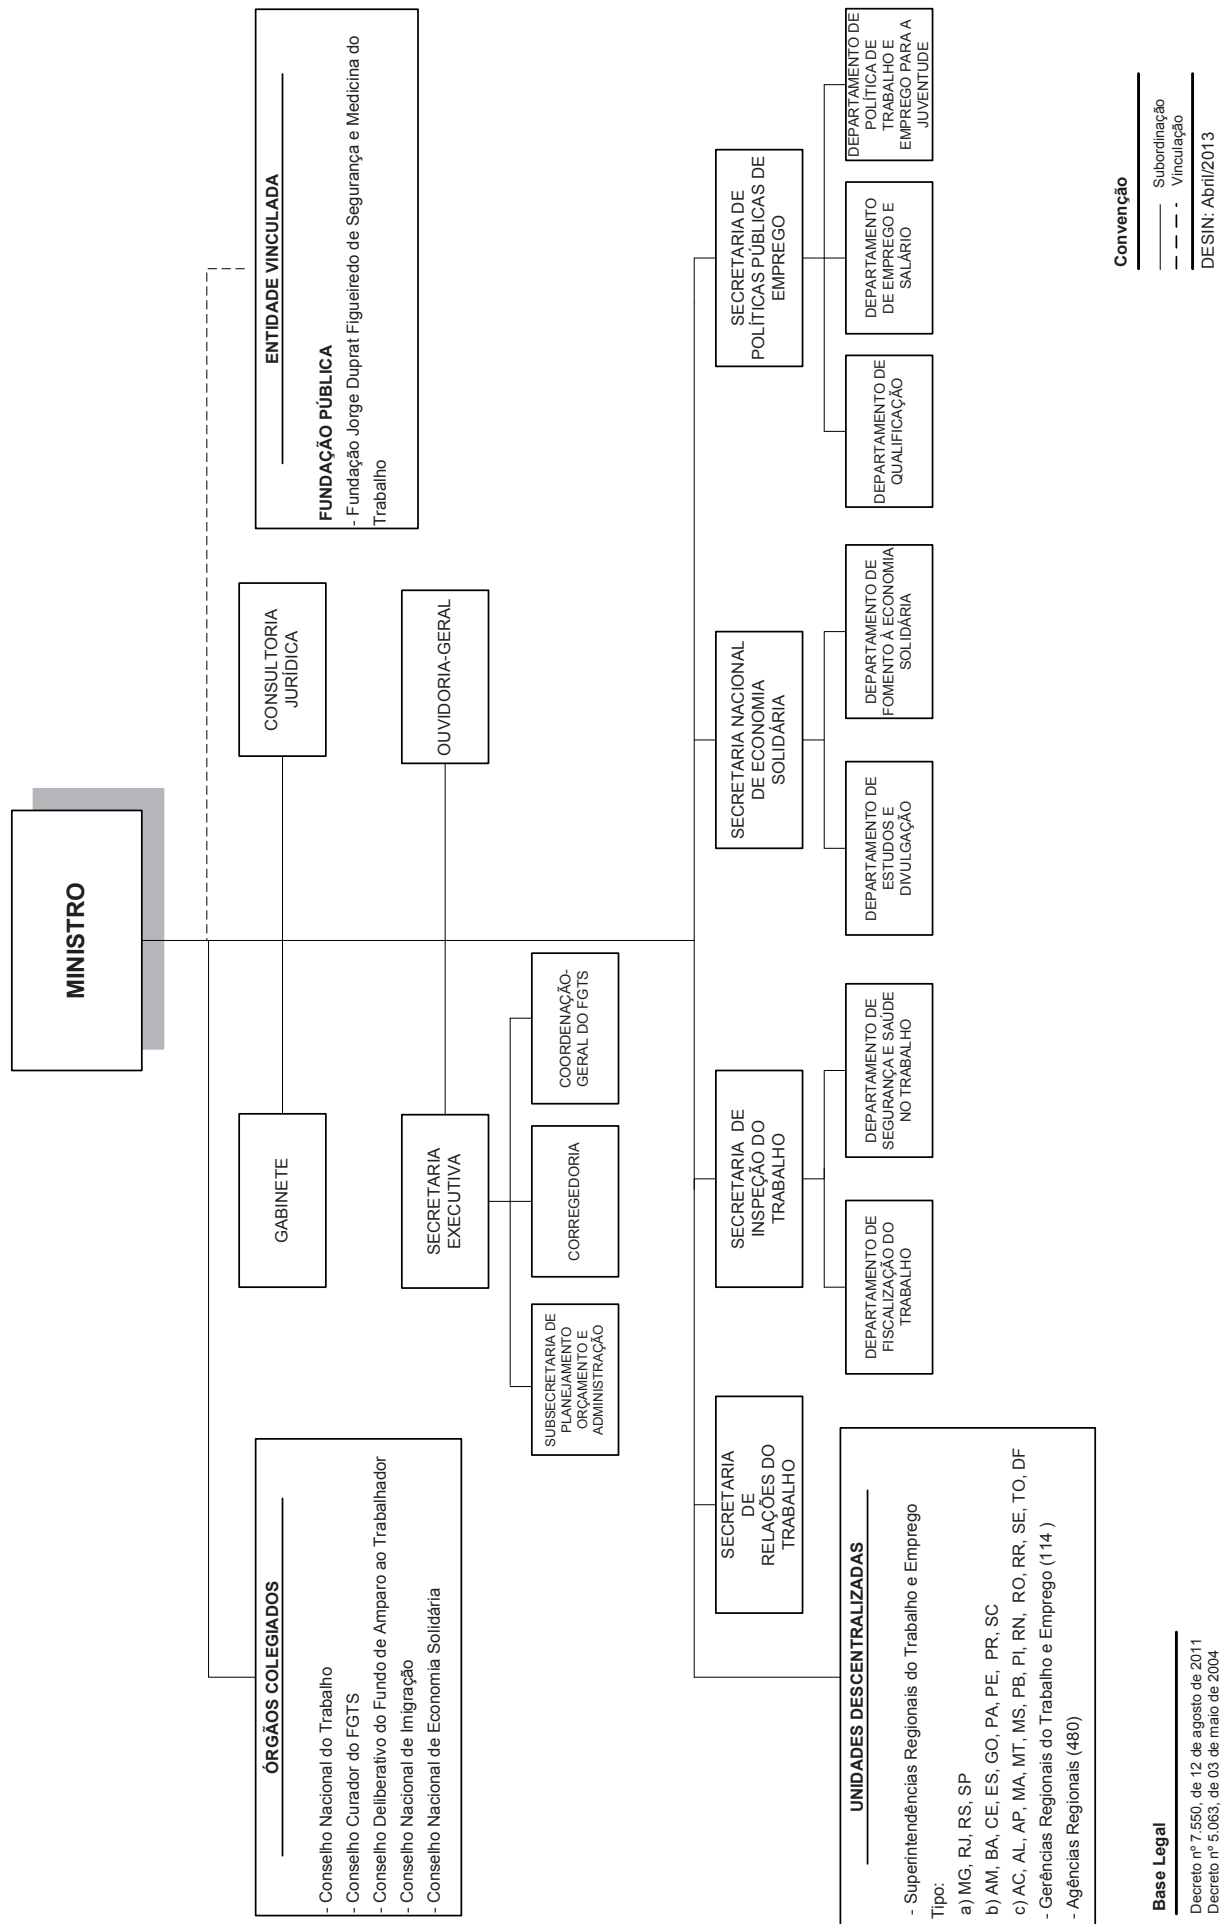 MINISTRO
ÓRGÃOS COLEGIADOS
- Conselho Nacional do Trabalho
- Conselho Curador do FGTS
- Conselho Deliberativo do Fundo de Amparo ao Trabalhador
- Conselho Nacional de Imigração
- Conselho Nacional de Economia Solidária
GABINETE
CONSULTORIA
JURÍDICA
ENTIDADE VINCULADA
FUNDAÇÃO PÚBLICA
- Fundação Jorge Duprat Figueiredo de Segurança e Medicina do
Trabalho
SECRETARIA
EXECUTIVA
OUVIDORIA-GERAL
SUBSECRETARIA DE
PLANEJAMENTO
ORÇAMENTO E
ADMINISTRAÇÃO
CORREGEDORIA
COORDENAÇÃO-
GERAL DO FGTS
SECRETARIA
DE
RELAÇÕES DO
TRABALHO
SECRETARIA DE
INSPEÇÃO DO
TRABALHO
SECRETARIA NACIONAL
DE ECONOMIA
SOLIDÁRIA
SECRETARIA DE
POLÍTICAS PÚBLICAS DE
EMPREGO
UNIDADES DESCENTRALIZADAS
- Superintendências Regionais do Trabalho e Emprego
Tipo:
a) MG, RJ, RS, SP
b) AM, BA, CE, ES, GO, PA, PE, PR, SC
c) AC, AL, AP, MA, MT, MS, PB, PI, RN, RO, RR, SE, TO, DF
- Gerências Regionais do Trabalho e Emprego (114 )
- Agências Regionais (480)
DEPARTAMENTO DE
FISCALIZAÇÃO DO
TRABALHO
DEPARTAMENTO DE
SEGURANÇA E SAÚDE
NO TRABALHO
DEPARTAMENTO DE
ESTUDOS E
DIVULGAÇÃO
DEPARTAMENTO DE
FOMENTO À ECONOMIA
SOLIDÁRIA
DEPARTAMENTO DE
QUALIFICAÇÃO
DEPARTAMENTO
DE EMPREGO E
SALÁRIO
DEPARTAMENTO DE
POLÍTICA DE
TRABALHO E
EMPREGO PARA A
JUVENTUDE
Base Legal
Decreto nº 7.550, de 12 de agosto de 2011
Decreto nº 5.063, de 03 de maio de 2004
Convenção
Subordinação
Vinculação
DESIN: Abril/2013